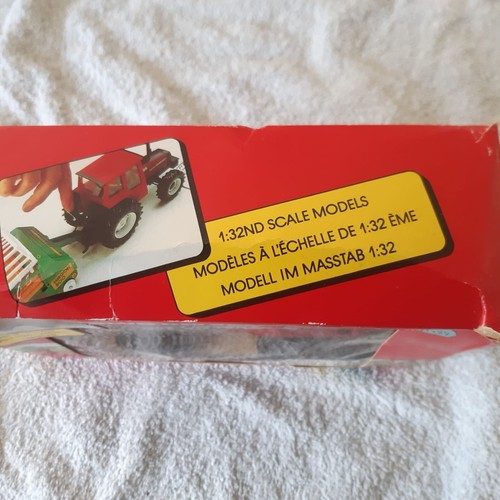 1:32ND SCALE MODELS
MODÈLES À L'ÉCHELLE DE 1:32 ÈME
MODELL IM MASSTAB 1:32